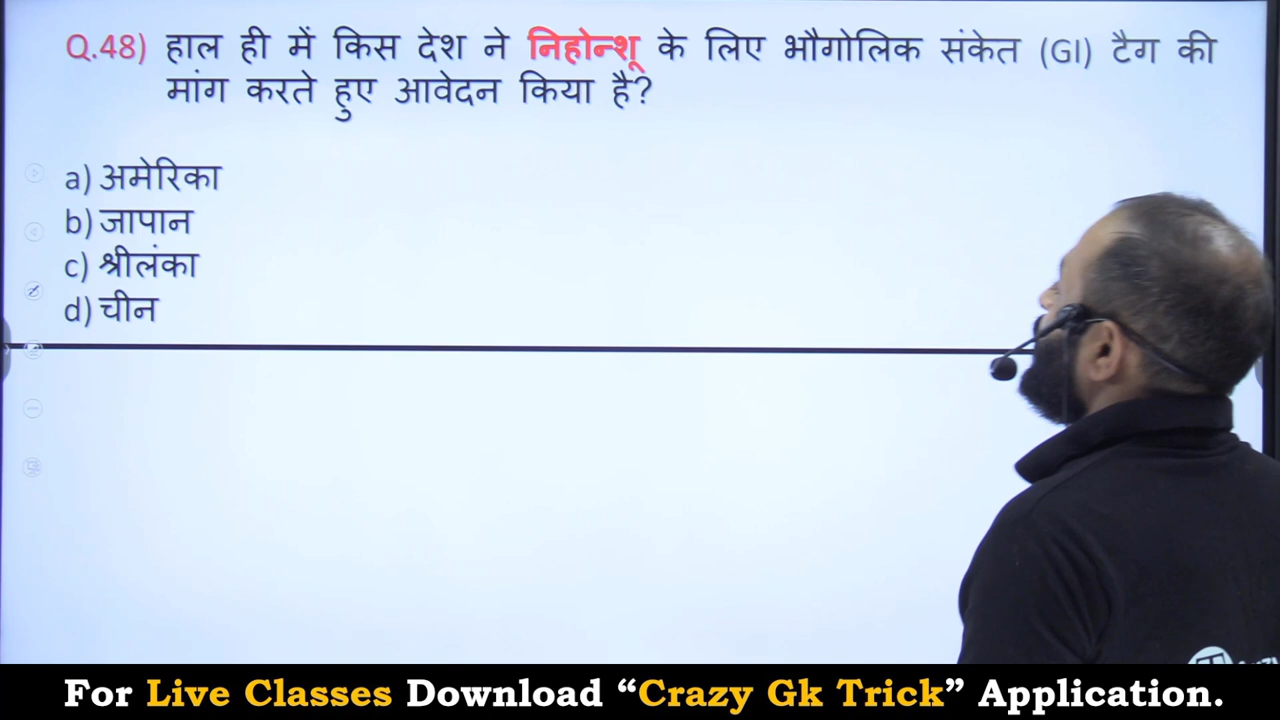 Q.48) हाल ही में किस देश ने निहोन्शू के लिए भौगोलिक संकेत (GI) टैग की
मांग करते हुए आवेदन किया है?
a) अमेरिका
b) जापान
c) श्रीलंका
d) चीन
For Live Classes Download “Crazy Gk Trick” Application.